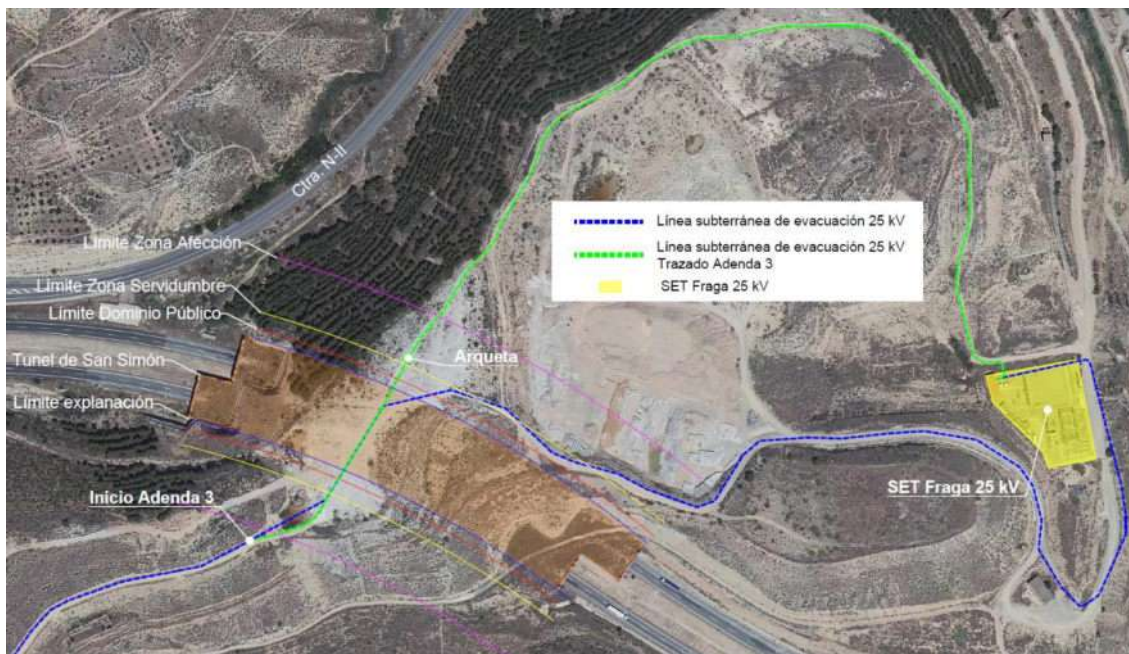 Ctra. N-II
Límite Zona Afección
Límite Zona Servidumbre
Límite Dominio Público
Tunel de San Simón
Límite explanación
Inicio Adenda 3
Arqueta
Línea subterránea de evacuación 25 kV
Línea subterránea de evacuación 25 kV
Trazado Adenda 3
SET Fraga 25 kV
SET Fraga 25 kV